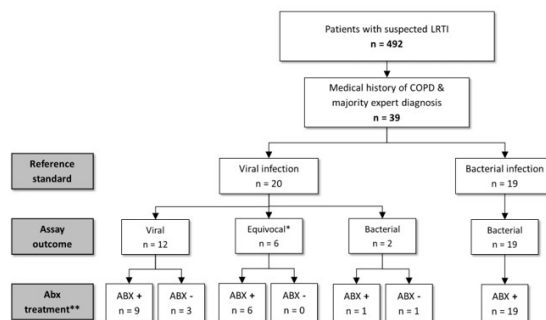 Patients with suspected LRTI
n = 492
Medical history of COPD &
majority expert diagnosis
n = 39
Reference
standard
Viral infection
n = 20
Bacterial infection
n = 19
Assay
outcome
Viral
n = 12
Equivocal*
n = 6
Bacterial
n = 2
Bacterial
n = 19
Abx
treatment**
ABX +
n = 9
ABX -
n = 3
ABX +
n = 6
ABX -
n = 0
ABX +
n = 1
ABX -
n = 1
ABX +
n = 19